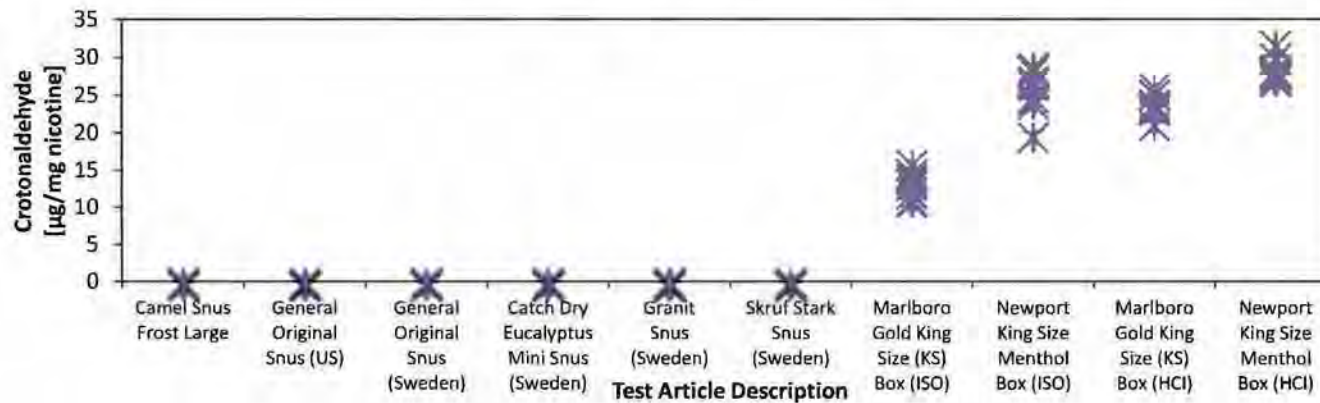 35
30
25
20
15
10
5
0
Crotonaldehyde
[µg/mg nicotine]
Camel Snus
Frost Large
General
Original
Snus (US)
General
Original
Snus
(Sweden)
Catch Dry
Eucalyptus
Mini Snus
(Sweden)
Granit
Snus
(Sweden)
Skruf Stark
Snus
(Sweden)
Marlboro
Gold King
Size (KS)
Box (ISO)
Newport
King Size
Menthol
Box (ISO)
Marlboro
Gold King
Size (KS)
Box (HCI)
Newport
King Size
Menthol
Box (HCI)
Test Article Description